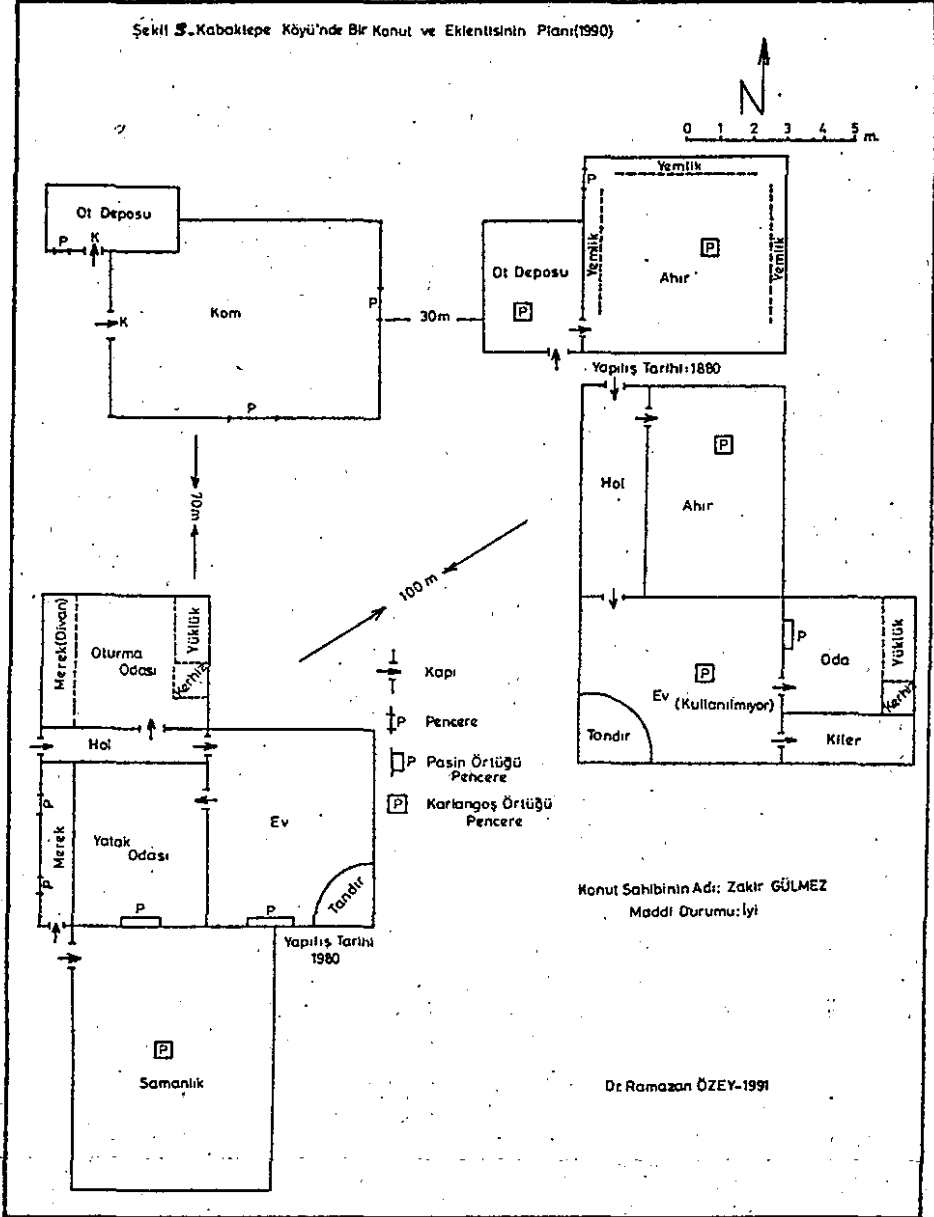 Şekil 5.Kabaktepe Köyü'nde Bir Konut ve Eklentisinin Planı(1990)
N
0 1 2 3 4 5 m.
Ot Deposu
P
K
K
Kom
P
P
30m
Yemlik
P
Yemlik
Yemlik
P
Ahır
Ot Deposu
P
Yapılış Tarihi:1880
P
Hol
Ahır
70m
100 m
Merek(Divan)
Oturma
Odası
Yüklük
Kerhiz
Hol
P
P
Merek
Yatak
Odası
P
Ev
P
Tandır
Yapılış Tarihi
1980
P
Samanlık
Kapı
P Pencere
P Pasin Örtüğü
Pencere
P Karlangoş Örtüğü
Pencere
P
Oda
Yüklük
Kerhiz
P
Ev (Kullanılmıyor)
Tandır
Kiler
Konut Sahibinin Adı: Zakir GÜLMEZ
Maddi Durumu: İyi
Dr. Ramazan ÖZEY-1991